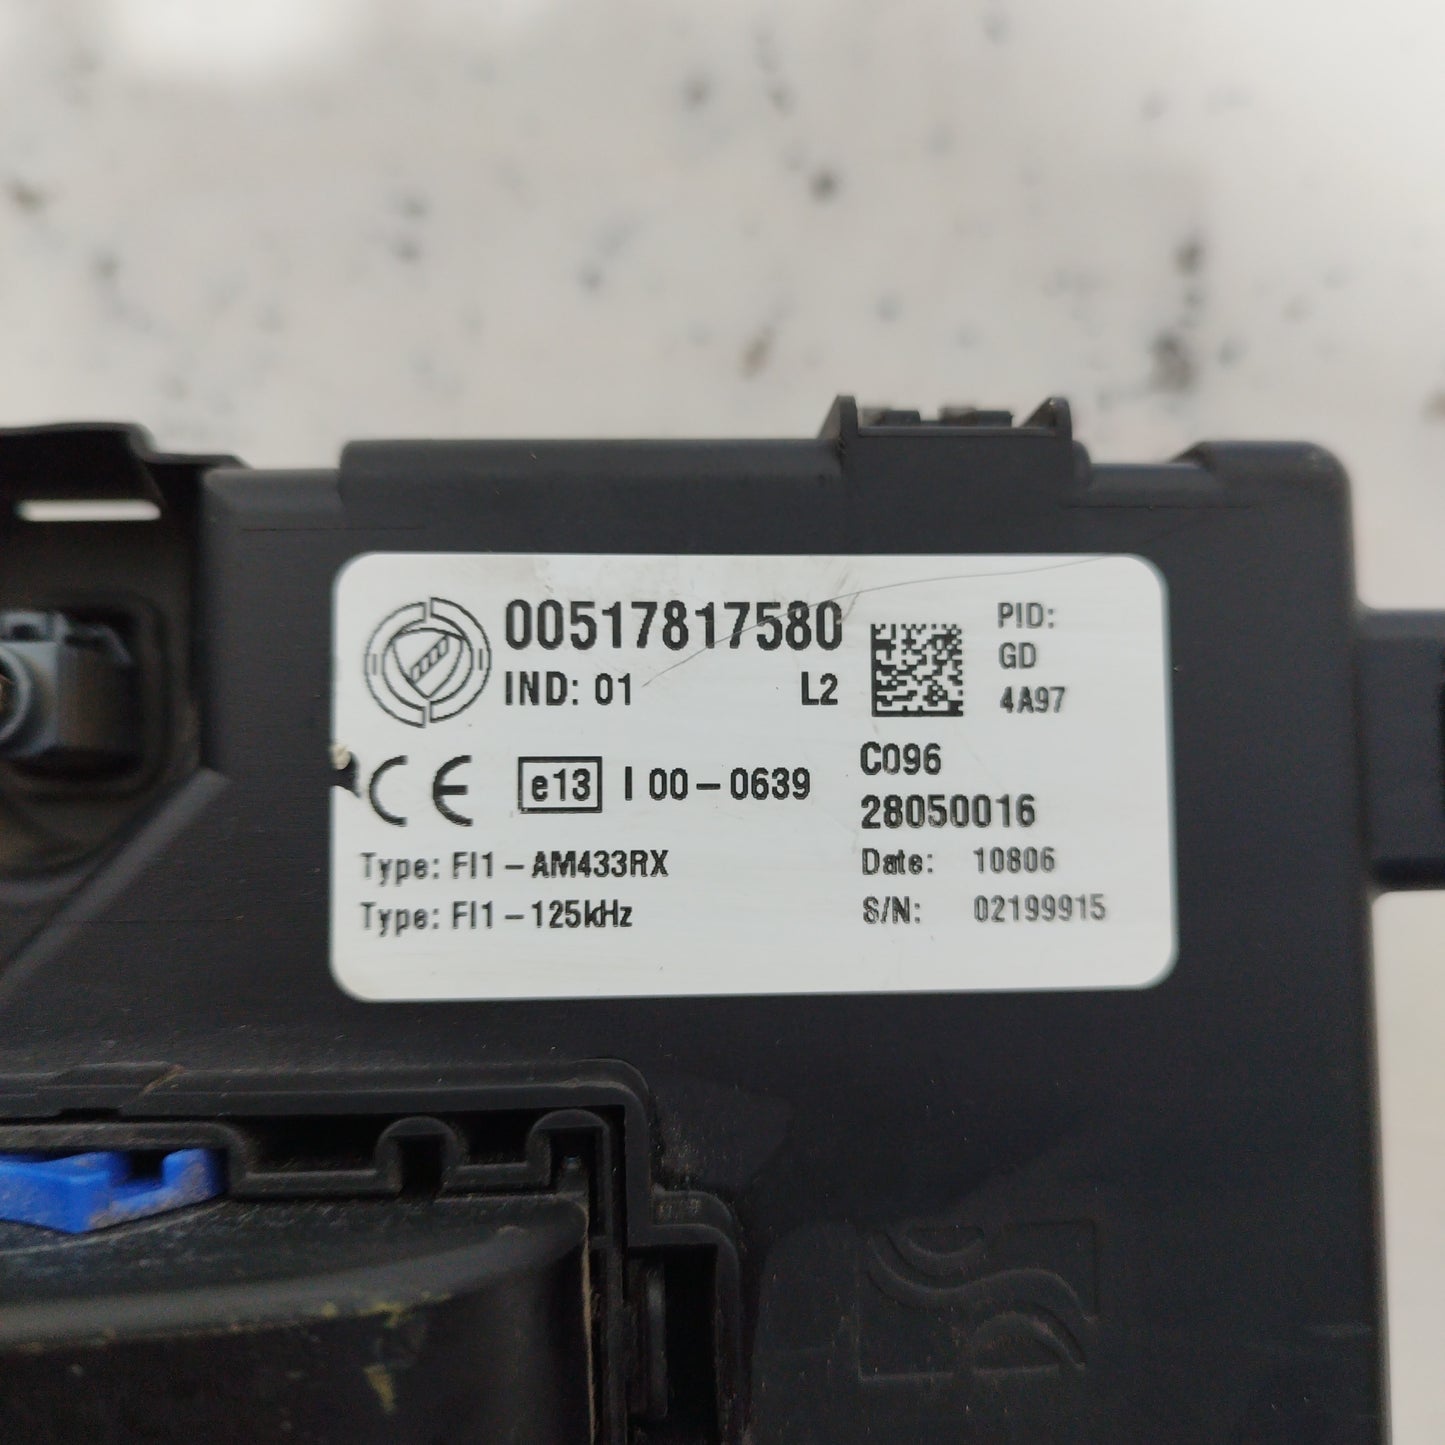 00517817580
IND: 01 L2
PID:
GD
4A97
CE e13 I 00-0639
C096
28050016
Type: FI1-AM433RX
Type: FI1-125kHz
Date: 10806
S/N: 02199915